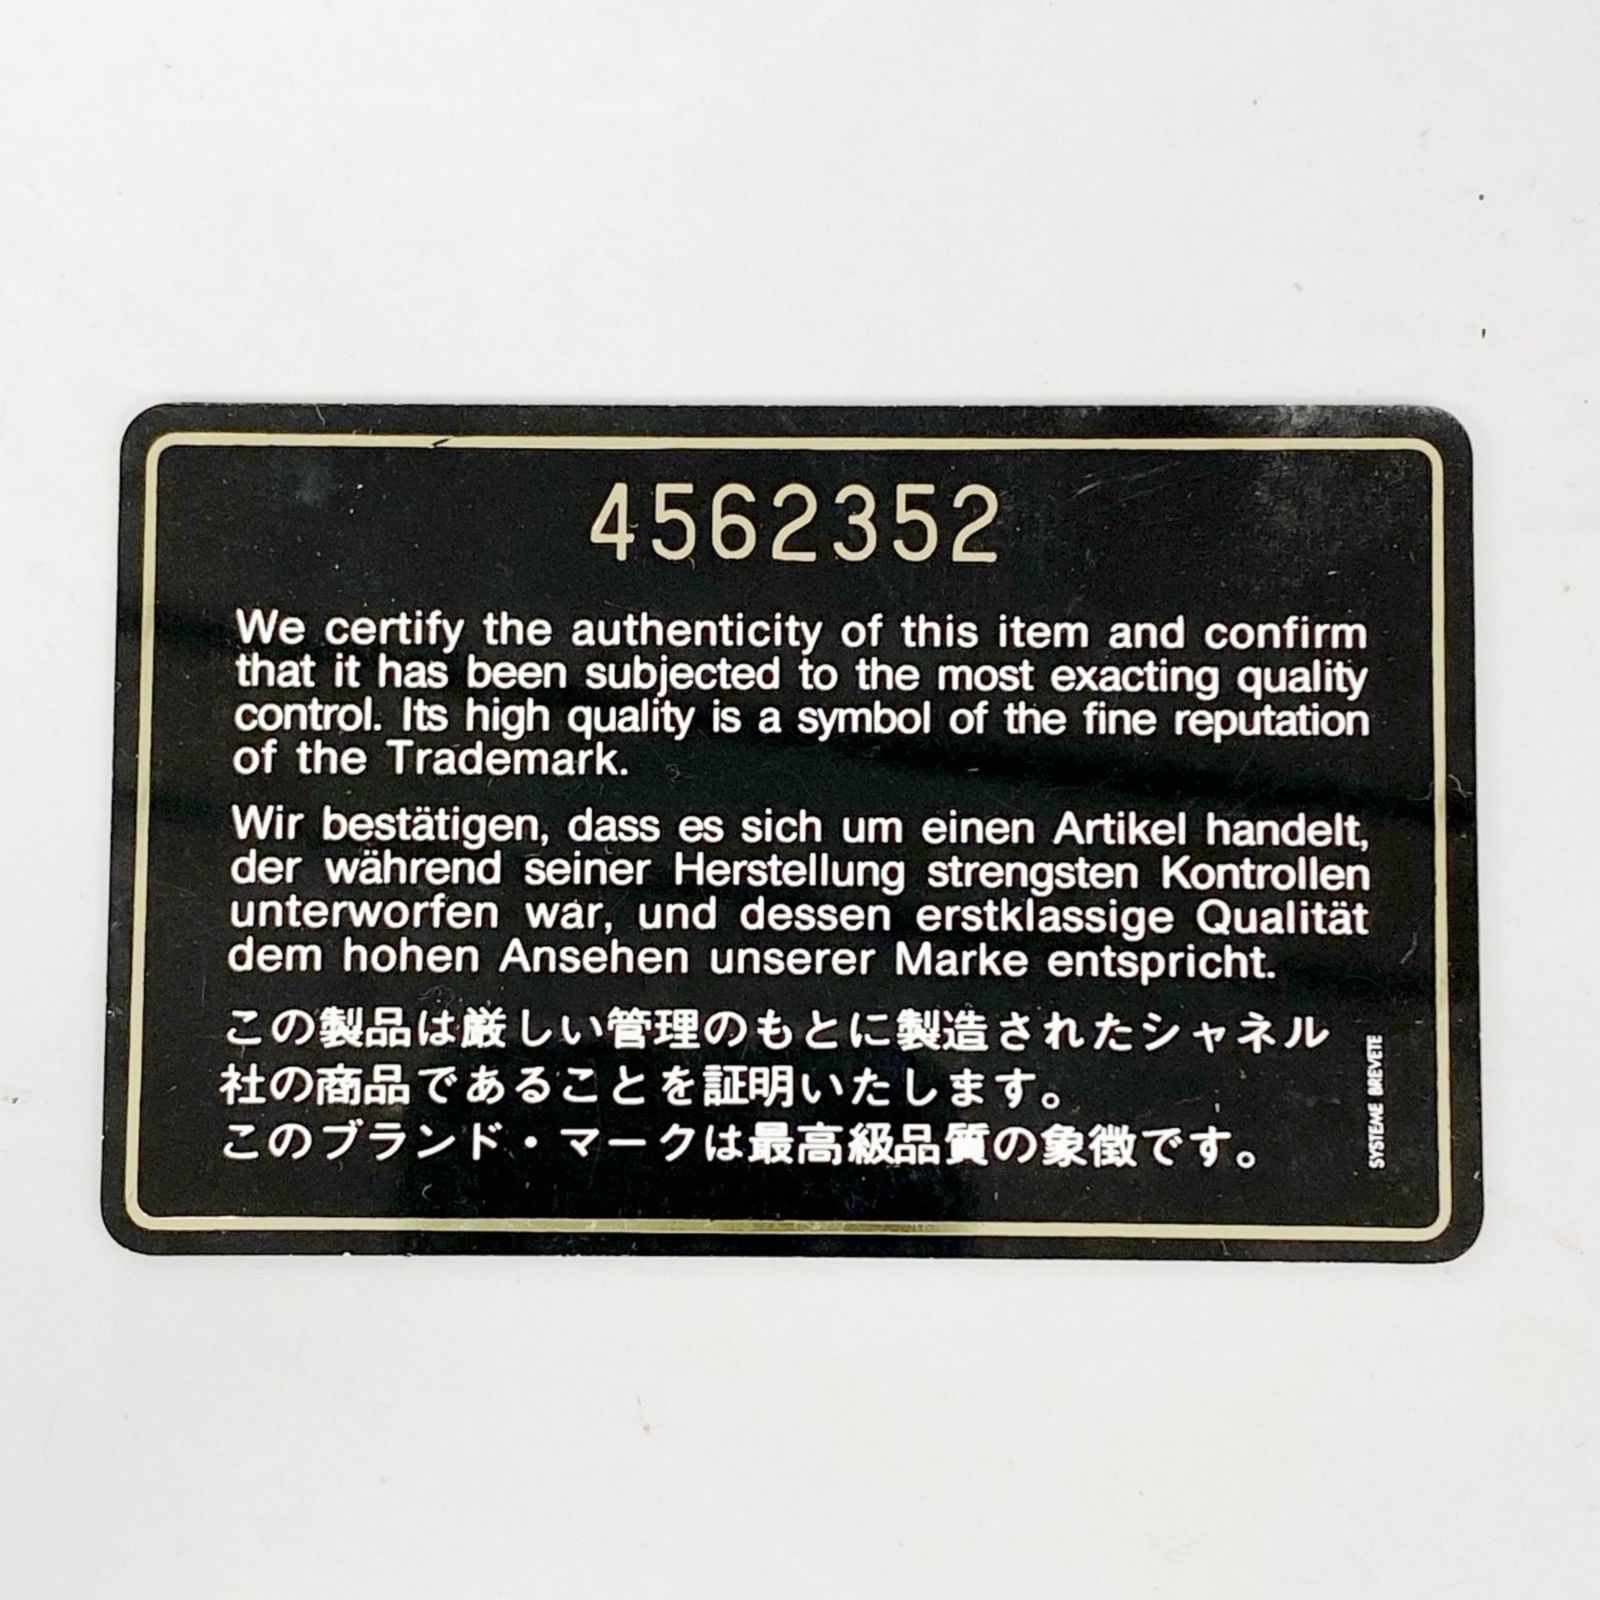 4562352
We certify the authenticity of this item and confirm
that it has been subjected to the most exacting quality
control. Its high quality is a symbol of the fine reputation
of the Trademark.
Wir bestätigen, dass es sich um einen Artikel handelt,
der während seiner Herstellung strengsten Kontrollen
unterworfen war, und dessen erstklassige Qualität
dem hohen Ansehen unserer Marke entspricht.
この製品は厳しい管理のもとに製造されたシャネル
社の商品であることを証明いたします。
このブランド・マークは最高級品質の象徴です。
SYSTEME BREVETE